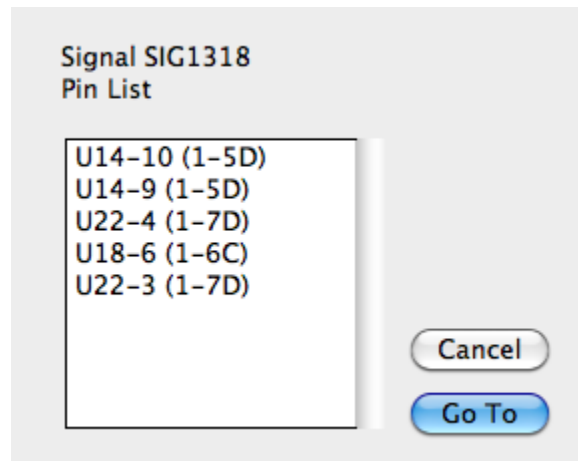 Signal SIG1318
Pin List
U14-10 (1-5D)
U14-9 (1-5D)
U22-4 (1-7D)
U18-6 (1-6C)
U22-3 (1-7D)
Cancel
Go To